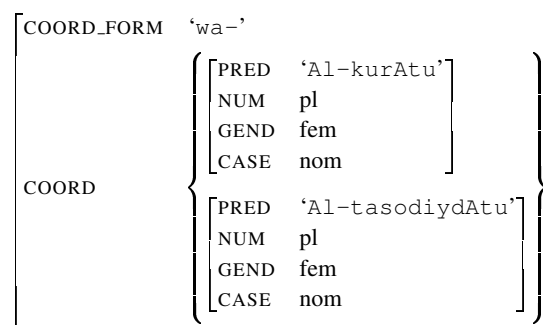 COORD_FORM ‘wa-’
PRED ‘Al-kurAtu’
NUM pl
GEND fem
CASE nom
COORD
PRED ‘Al-tasodiydAtu’
NUM pl
GEND fem
CASE nom